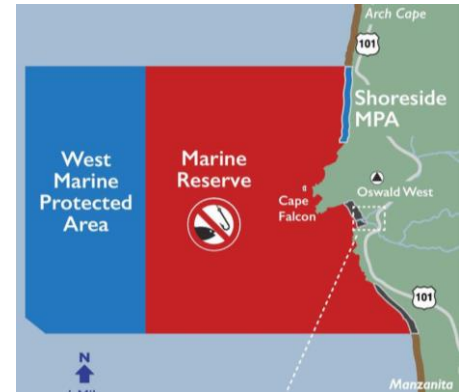 Arch Cape
101
Shoreside
MPA
West
Marine
Protected
Area
Marine
Reserve
Oswald West
Cape
Falcon
101
N
Manzanita